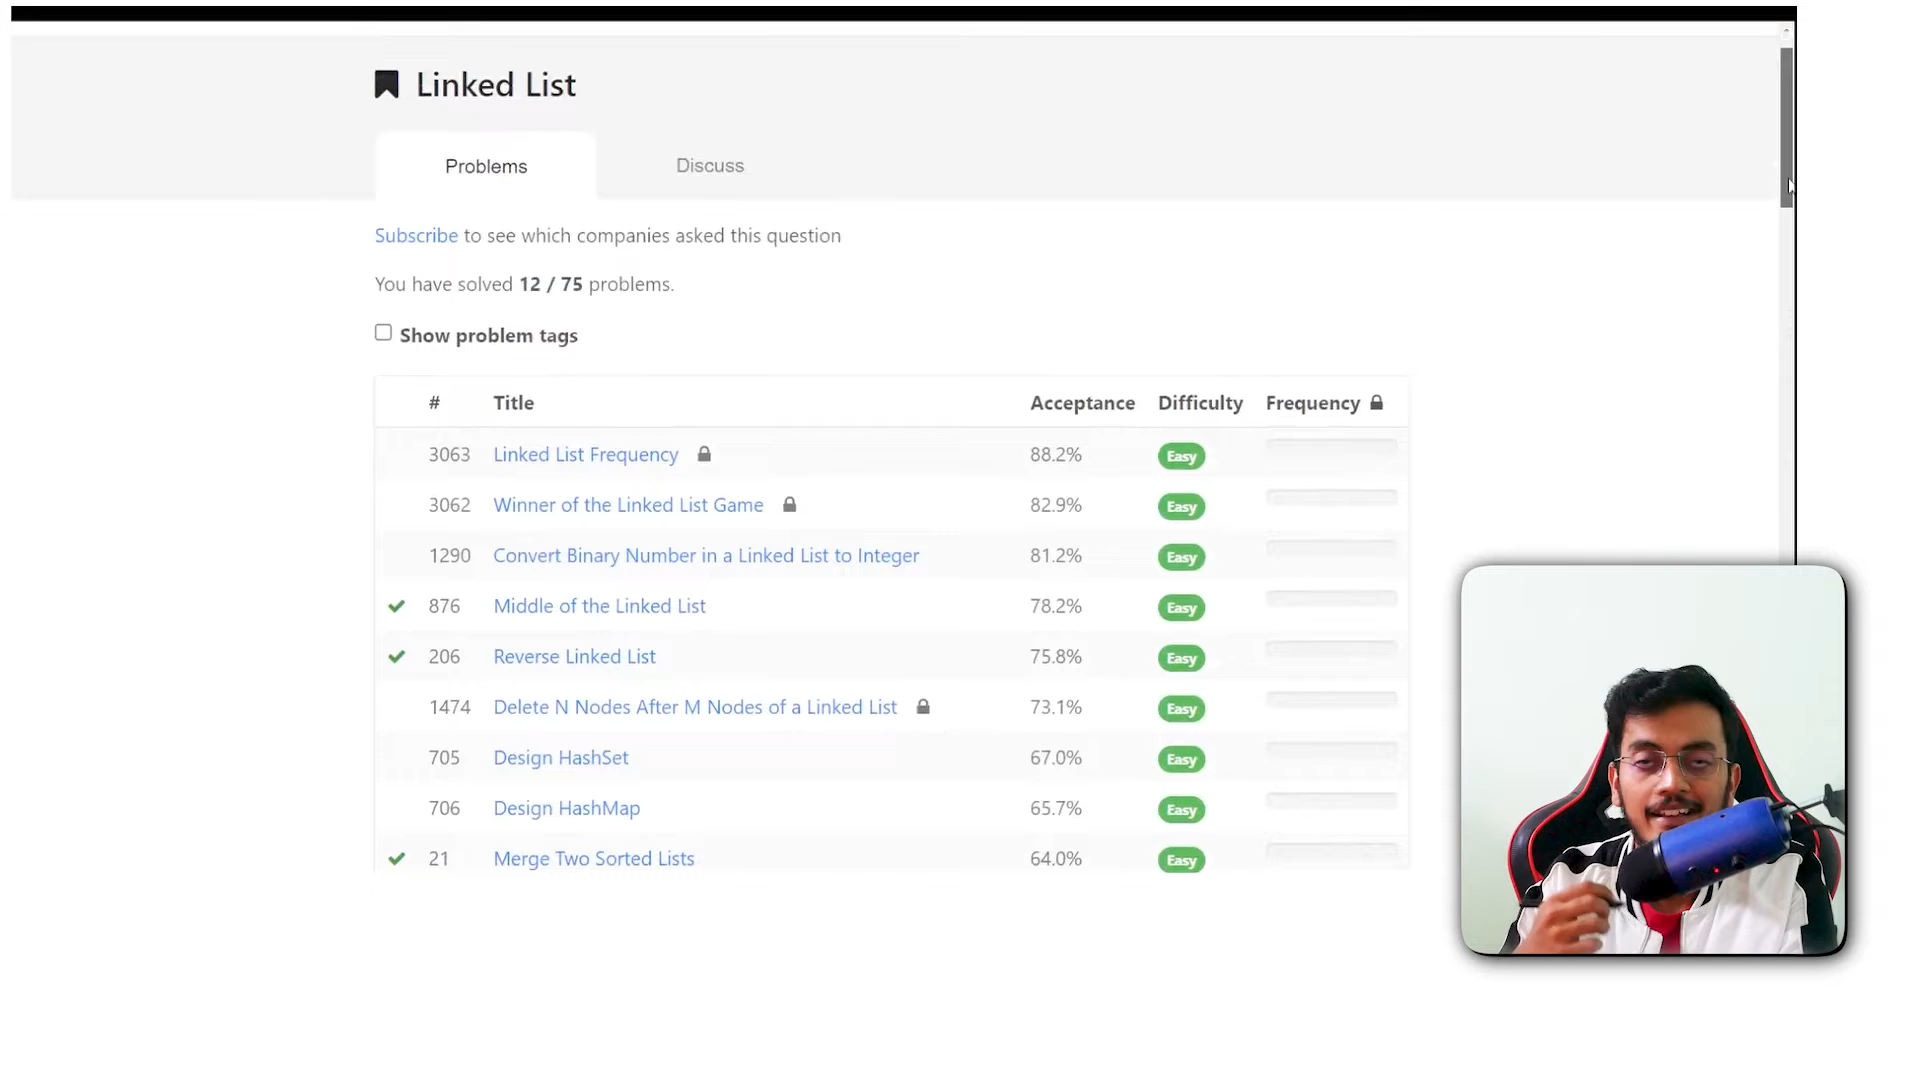 Linked List
Problems Discuss
Subscribe to see which companies asked this question
You have solved 12 / 75 problems.
Show problem tags
# Title Acceptance Difficulty Frequency
3063 Linked List Frequency 88.2% Easy
3062 Winner of the Linked List Game 82.9% Easy
1290 Convert Binary Number in a Linked List to Integer 81.2% Easy
876 Middle of the Linked List 78.2% Easy
206 Reverse Linked List 75.8% Easy
1474 Delete N Nodes After M Nodes of a Linked List 73.1% Easy
705 Design HashSet 67.0% Easy
706 Design HashMap 65.7% Easy
21 Merge Two Sorted Lists 64.0% Easy